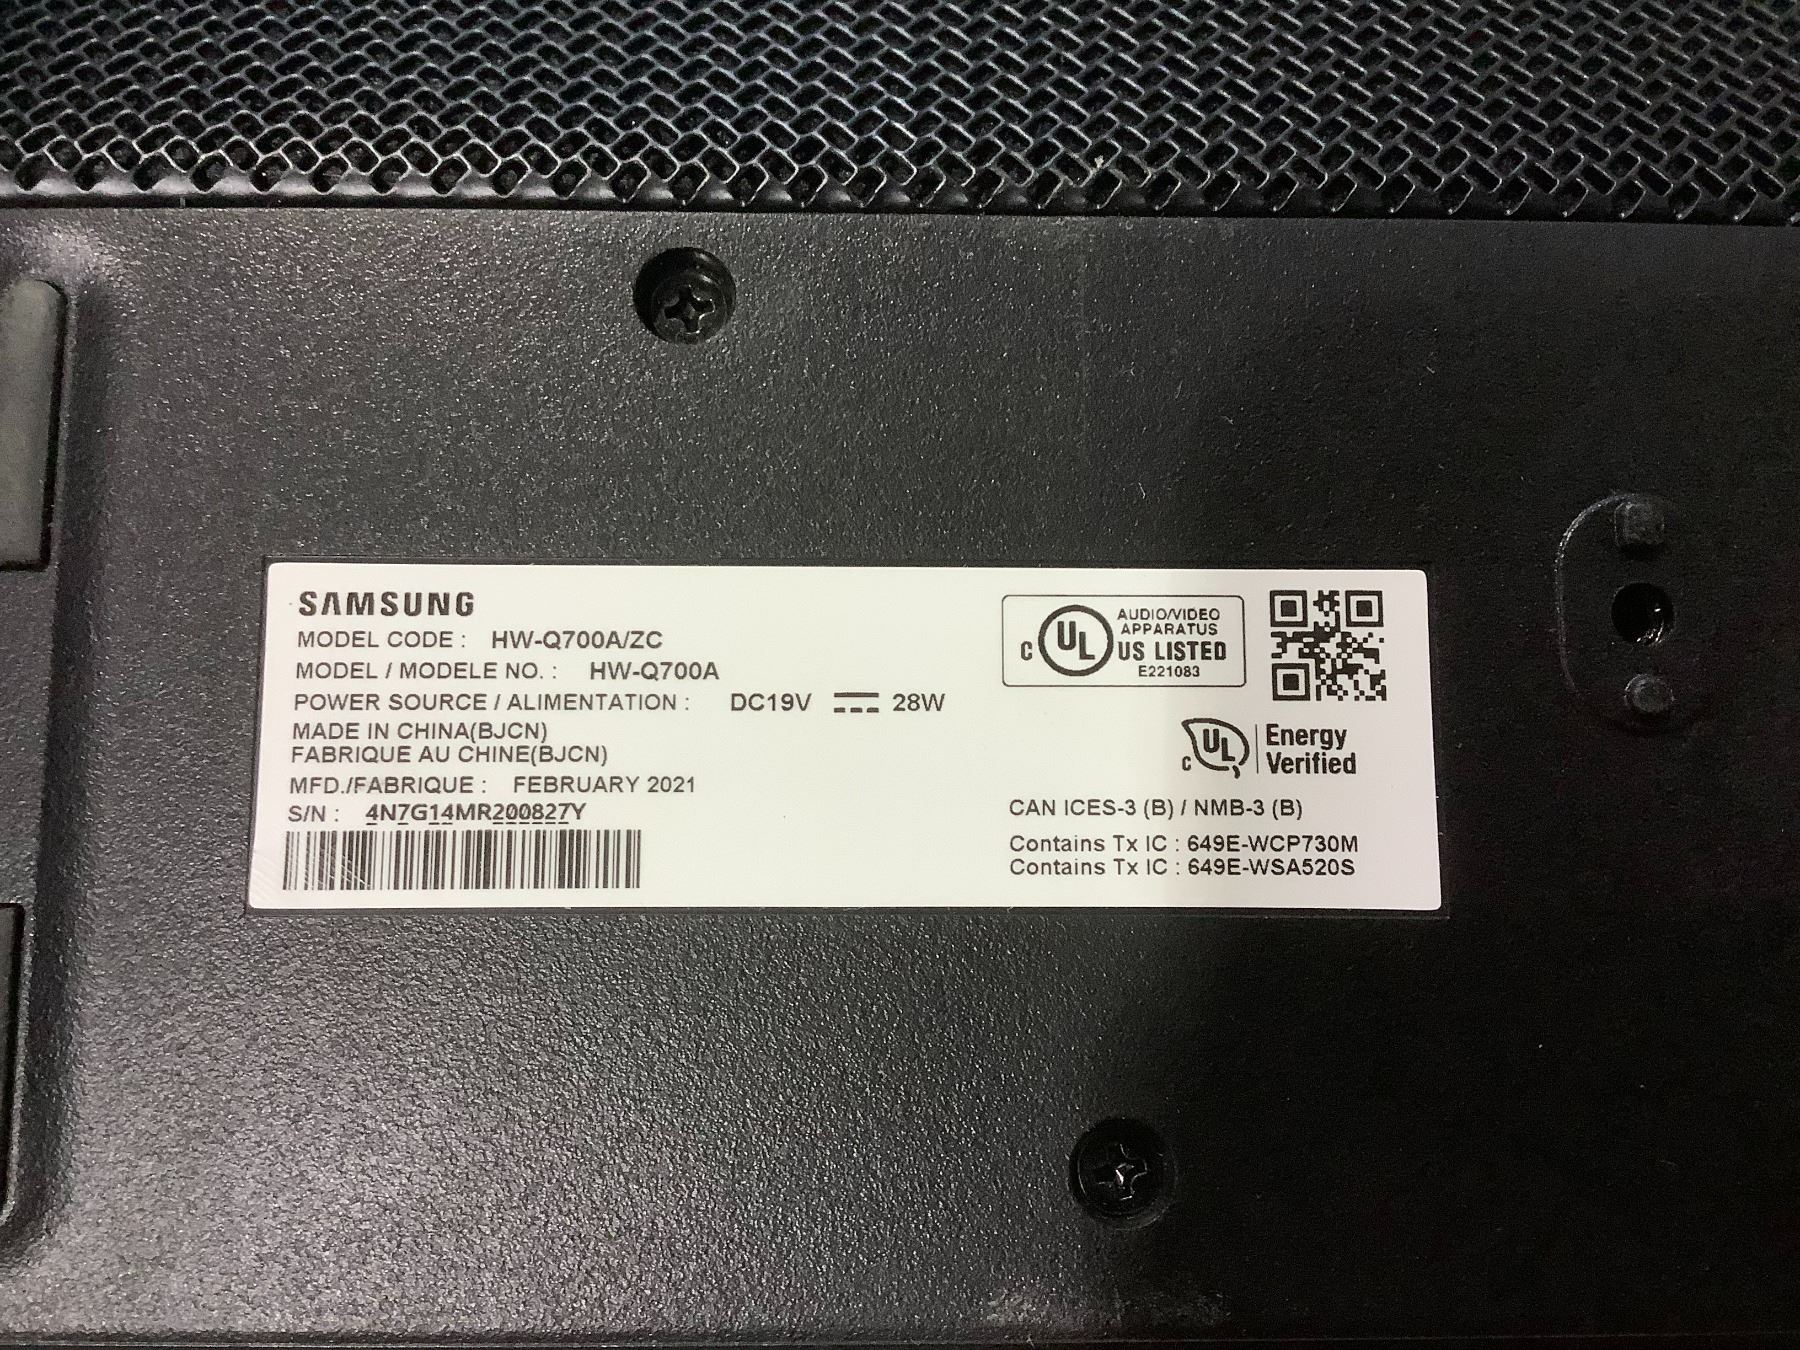 SAMSUNG
MODEL CODE : HW-Q700A/ZC
MODEL / MODELE NO. : HW-Q700A
POWER SOURCE / ALIMENTATION : DC19V 28W
MADE IN CHINA(BJCN)
FABRIQUE AU CHINE(BJCN)
MFD./FABRIQUE : FEBRUARY 2021
S/N : 4N7G14MR200827Y
AUDIO/VIDEO
APPARATUS
C UL US LISTED
E221083
C UL Energy
Verified
CAN ICES-3 (B) / NMB-3 (B)
Contains Tx IC : 649E-WCP730M
Contains Tx IC : 649E-WSA520S